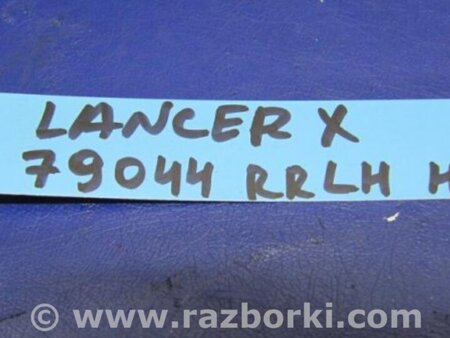 LANCER X
79044 RRLH H
© www.razborki.com